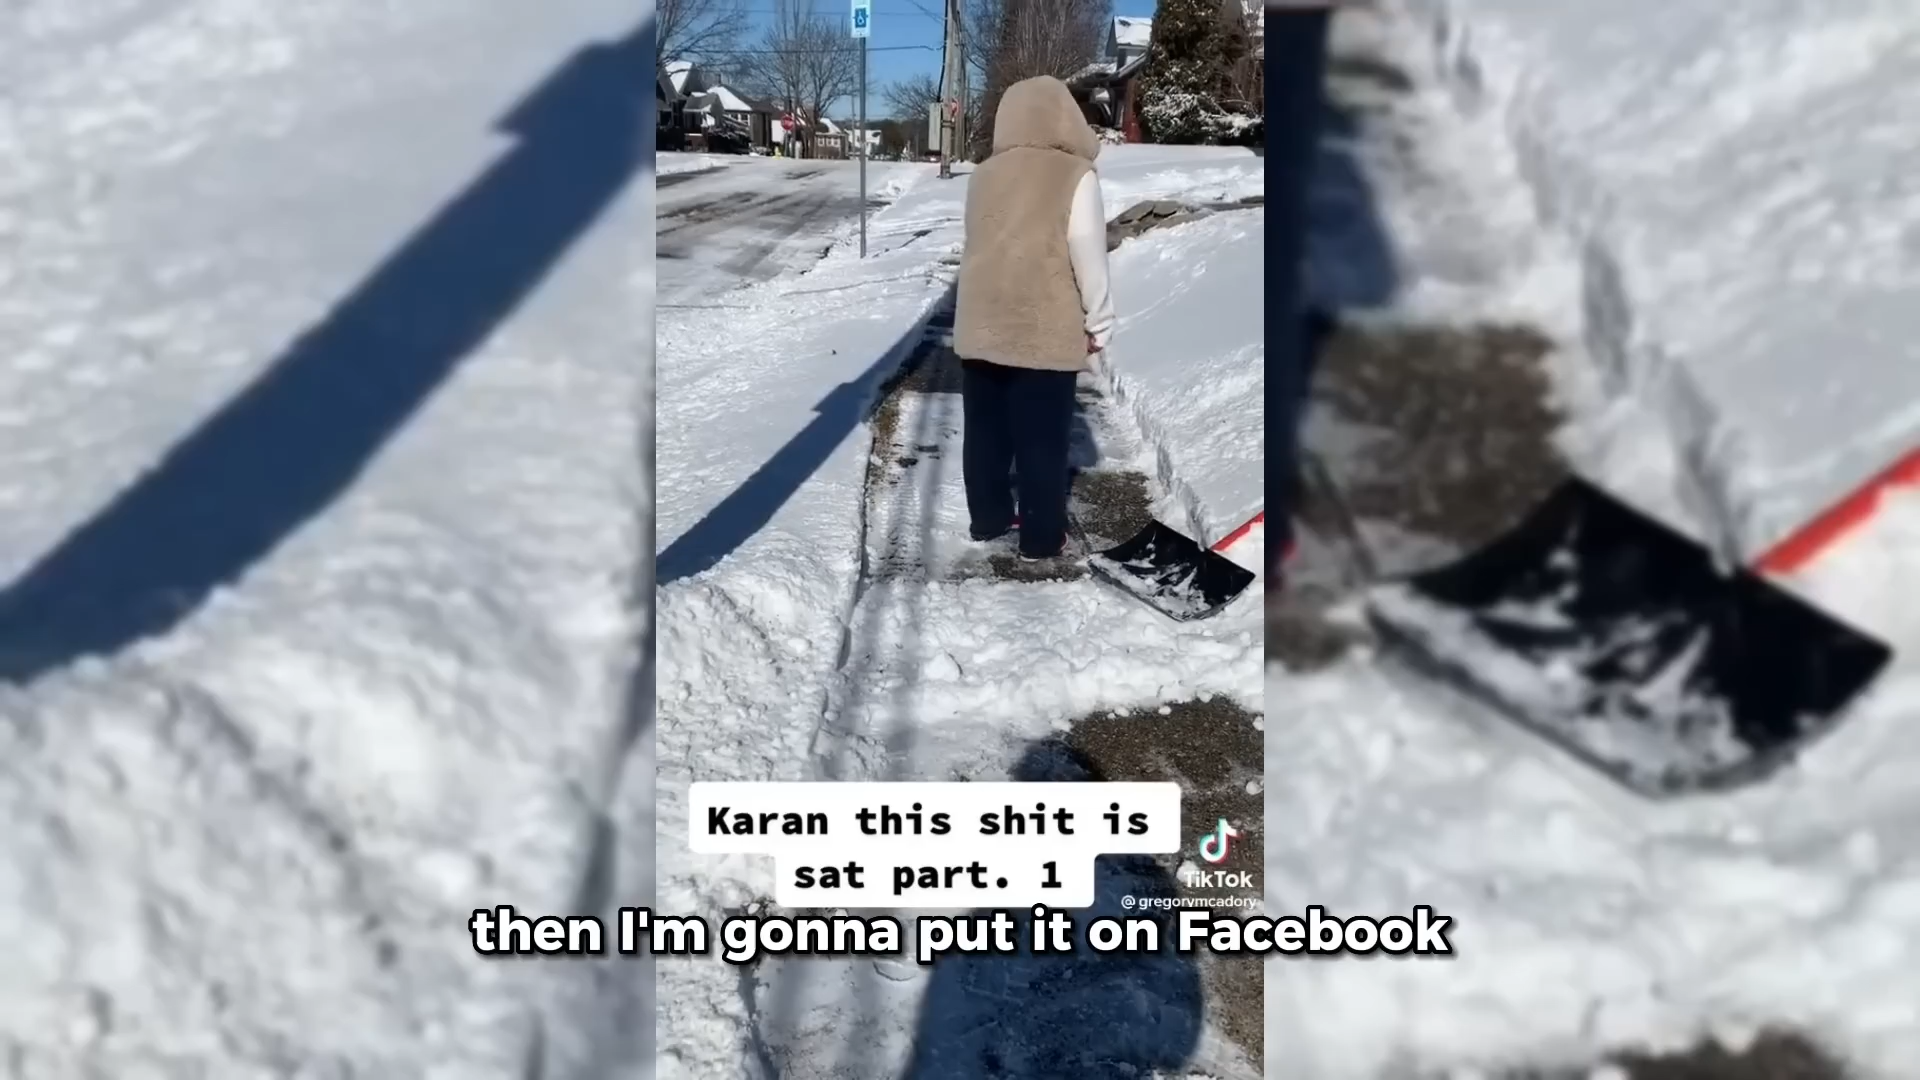 Karan this shit is
sat part. 1
TikTok
@gregorymcadory
then I'm gonna put it on Facebook